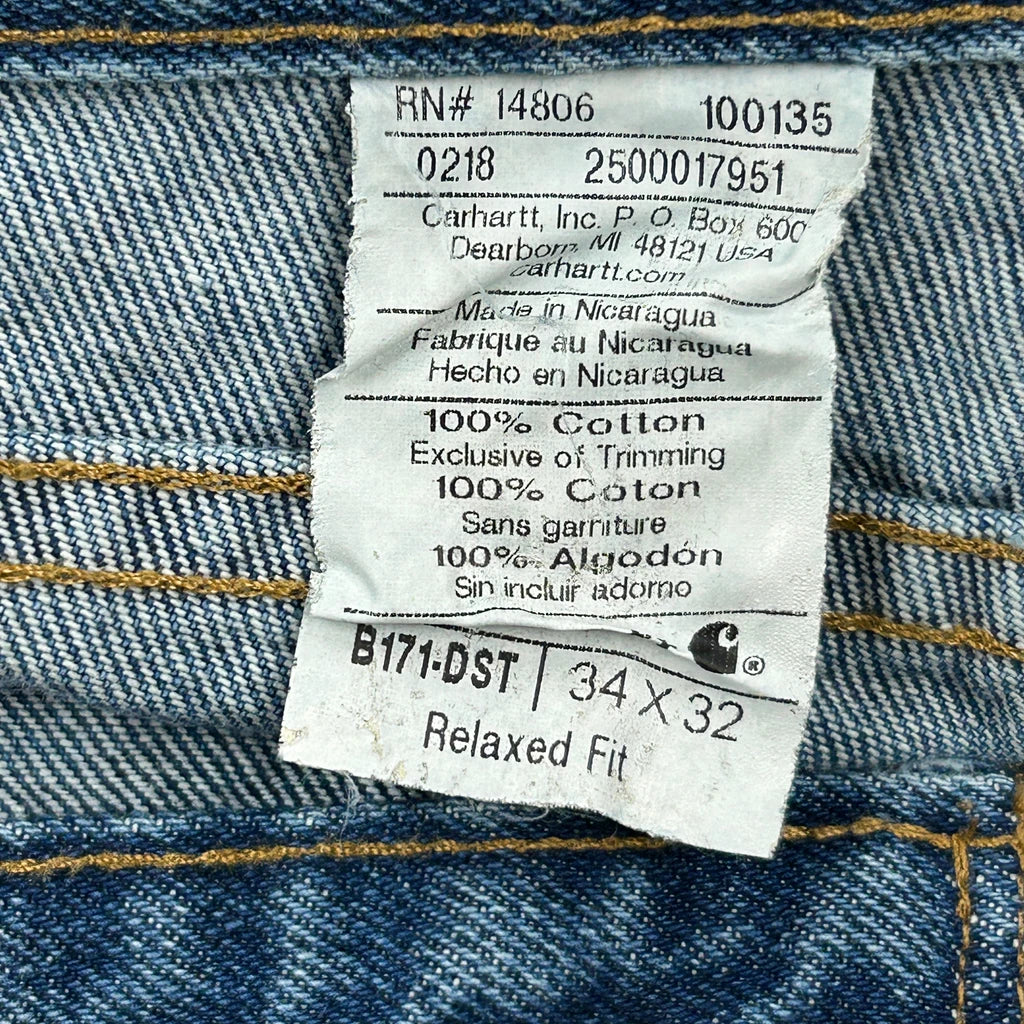 RN# 14806 100135
0218 2500017951
Carhartt, Inc. P. O. Box 600
Dearborn, MI 48121 USA
carhartt.com
Made in Nicaragua
Fabriqué au Nicaragua
Hecho en Nicaragua
100% Cotton
Exclusive of Trimming
100% Coton
Sans garniture
100% Algodón
Sin incluir adorno
®
B171-DST | 34 X 32
Relaxed Fit